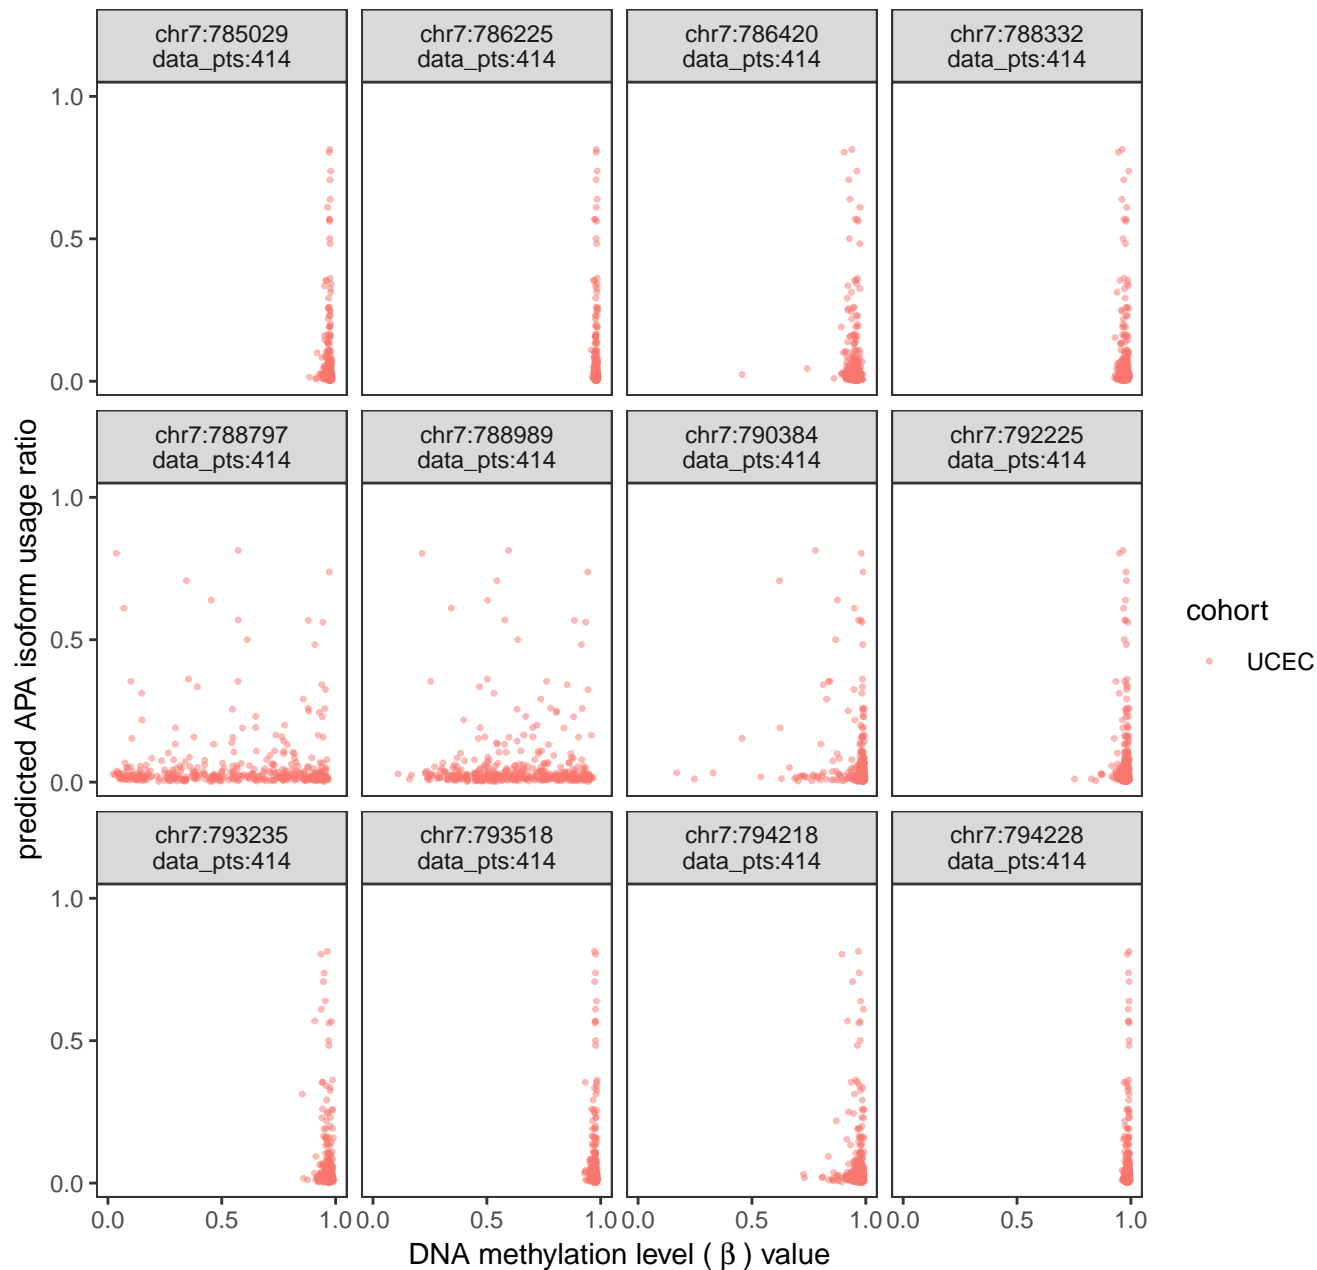 chr7:785029
data_pts:414
chr7:786225
data_pts:414
chr7:786420
data_pts:414
chr7:788332
data_pts:414
1.0
0.5
0.0
chr7:788797
data_pts:414
chr7:788989
data_pts:414
chr7:790384
data_pts:414
chr7:792225
data_pts:414
1.0
0.5
0.0
chr7:793235
data_pts:414
chr7:793518
data_pts:414
chr7:794218
data_pts:414
chr7:794228
data_pts:414
1.0
0.5
0.0
0.0 0.5 1.0
0.0 0.5 1.0
0.0 0.5 1.0
0.0 0.5 1.0
DNA methylation level ( β ) value
predicted APA isoform usage ratio
cohort
UCEC